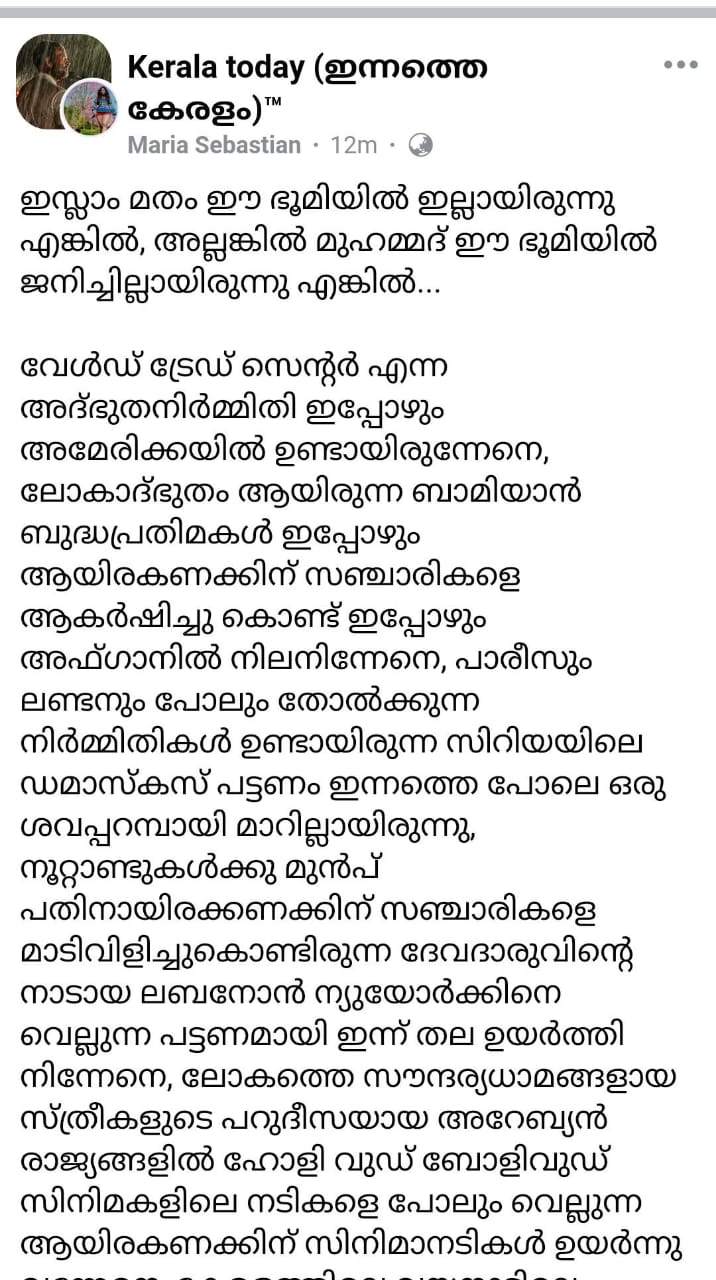 Kerala today (ഇന്നത്തെ
കേരളം)™
Maria Sebastian · 12m ·
ഇസ്ലാം മതം ഈ ഭൂമിയിൽ ഇല്ലായിരുന്നു
എങ്കിൽ, അല്ലങ്കിൽ മുഹമ്മദ് ഈ ഭൂമിയിൽ
ജനിച്ചില്ലായിരുന്നു എങ്കിൽ...
വേൾഡ് ട്രേഡ് സെന്റർ എന്ന
അദ്ഭുതനിർമ്മിതി ഇപ്പോഴും
അമേരിക്കയിൽ ഉണ്ടായിരുന്നേനെ,
ലോകാദ്ഭുതം ആയിരുന്ന ബാമിയാൻ
ബുദ്ധപ്രതിമകൾ ഇപ്പോഴും
ആയിരകണക്കിന് സഞ്ചാരികളെ
ആകർഷിച്ചു കൊണ്ട് ഇപ്പോഴും
അഫ്ഗാനിൽ നിലനിന്നേനെ, പാരീസും
ലണ്ടനും പോലും തോൽക്കുന്ന
നിർമ്മിതികൾ ഉണ്ടായിരുന്ന സിറിയയിലെ
ഡമാസ്കസ് പട്ടണം ഇന്നത്തെ പോലെ ഒരു
ശവപ്പറമ്പായി മാറില്ലായിരുന്നു,
നൂറ്റാണ്ടുകൾക്കു മുൻപ്
പതിനായിരക്കണക്കിന് സഞ്ചാരികളെ
മാടിവിളിച്ചുകൊണ്ടിരുന്ന ദേവദാരുവിന്റെ
നാടായ ലബനോൻ ന്യുയോർക്കിനെ
വെല്ലുന്ന പട്ടണമായി ഇന്ന് തല ഉയർത്തി
നിന്നേനെ, ലോകത്തെ സൗന്ദര്യധാമങ്ങളായ
സ്ത്രീകളുടെ പറുദീസയായ അറേബ്യൻ
രാജ്യങ്ങളിൽ ഹോളി വുഡ് ബോളിവുഡ്
സിനിമകളിലെ നടികളെ പോലും വെല്ലുന്ന
ആയിരകണക്കിന് സിനിമാനടികൾ ഉയർന്നു